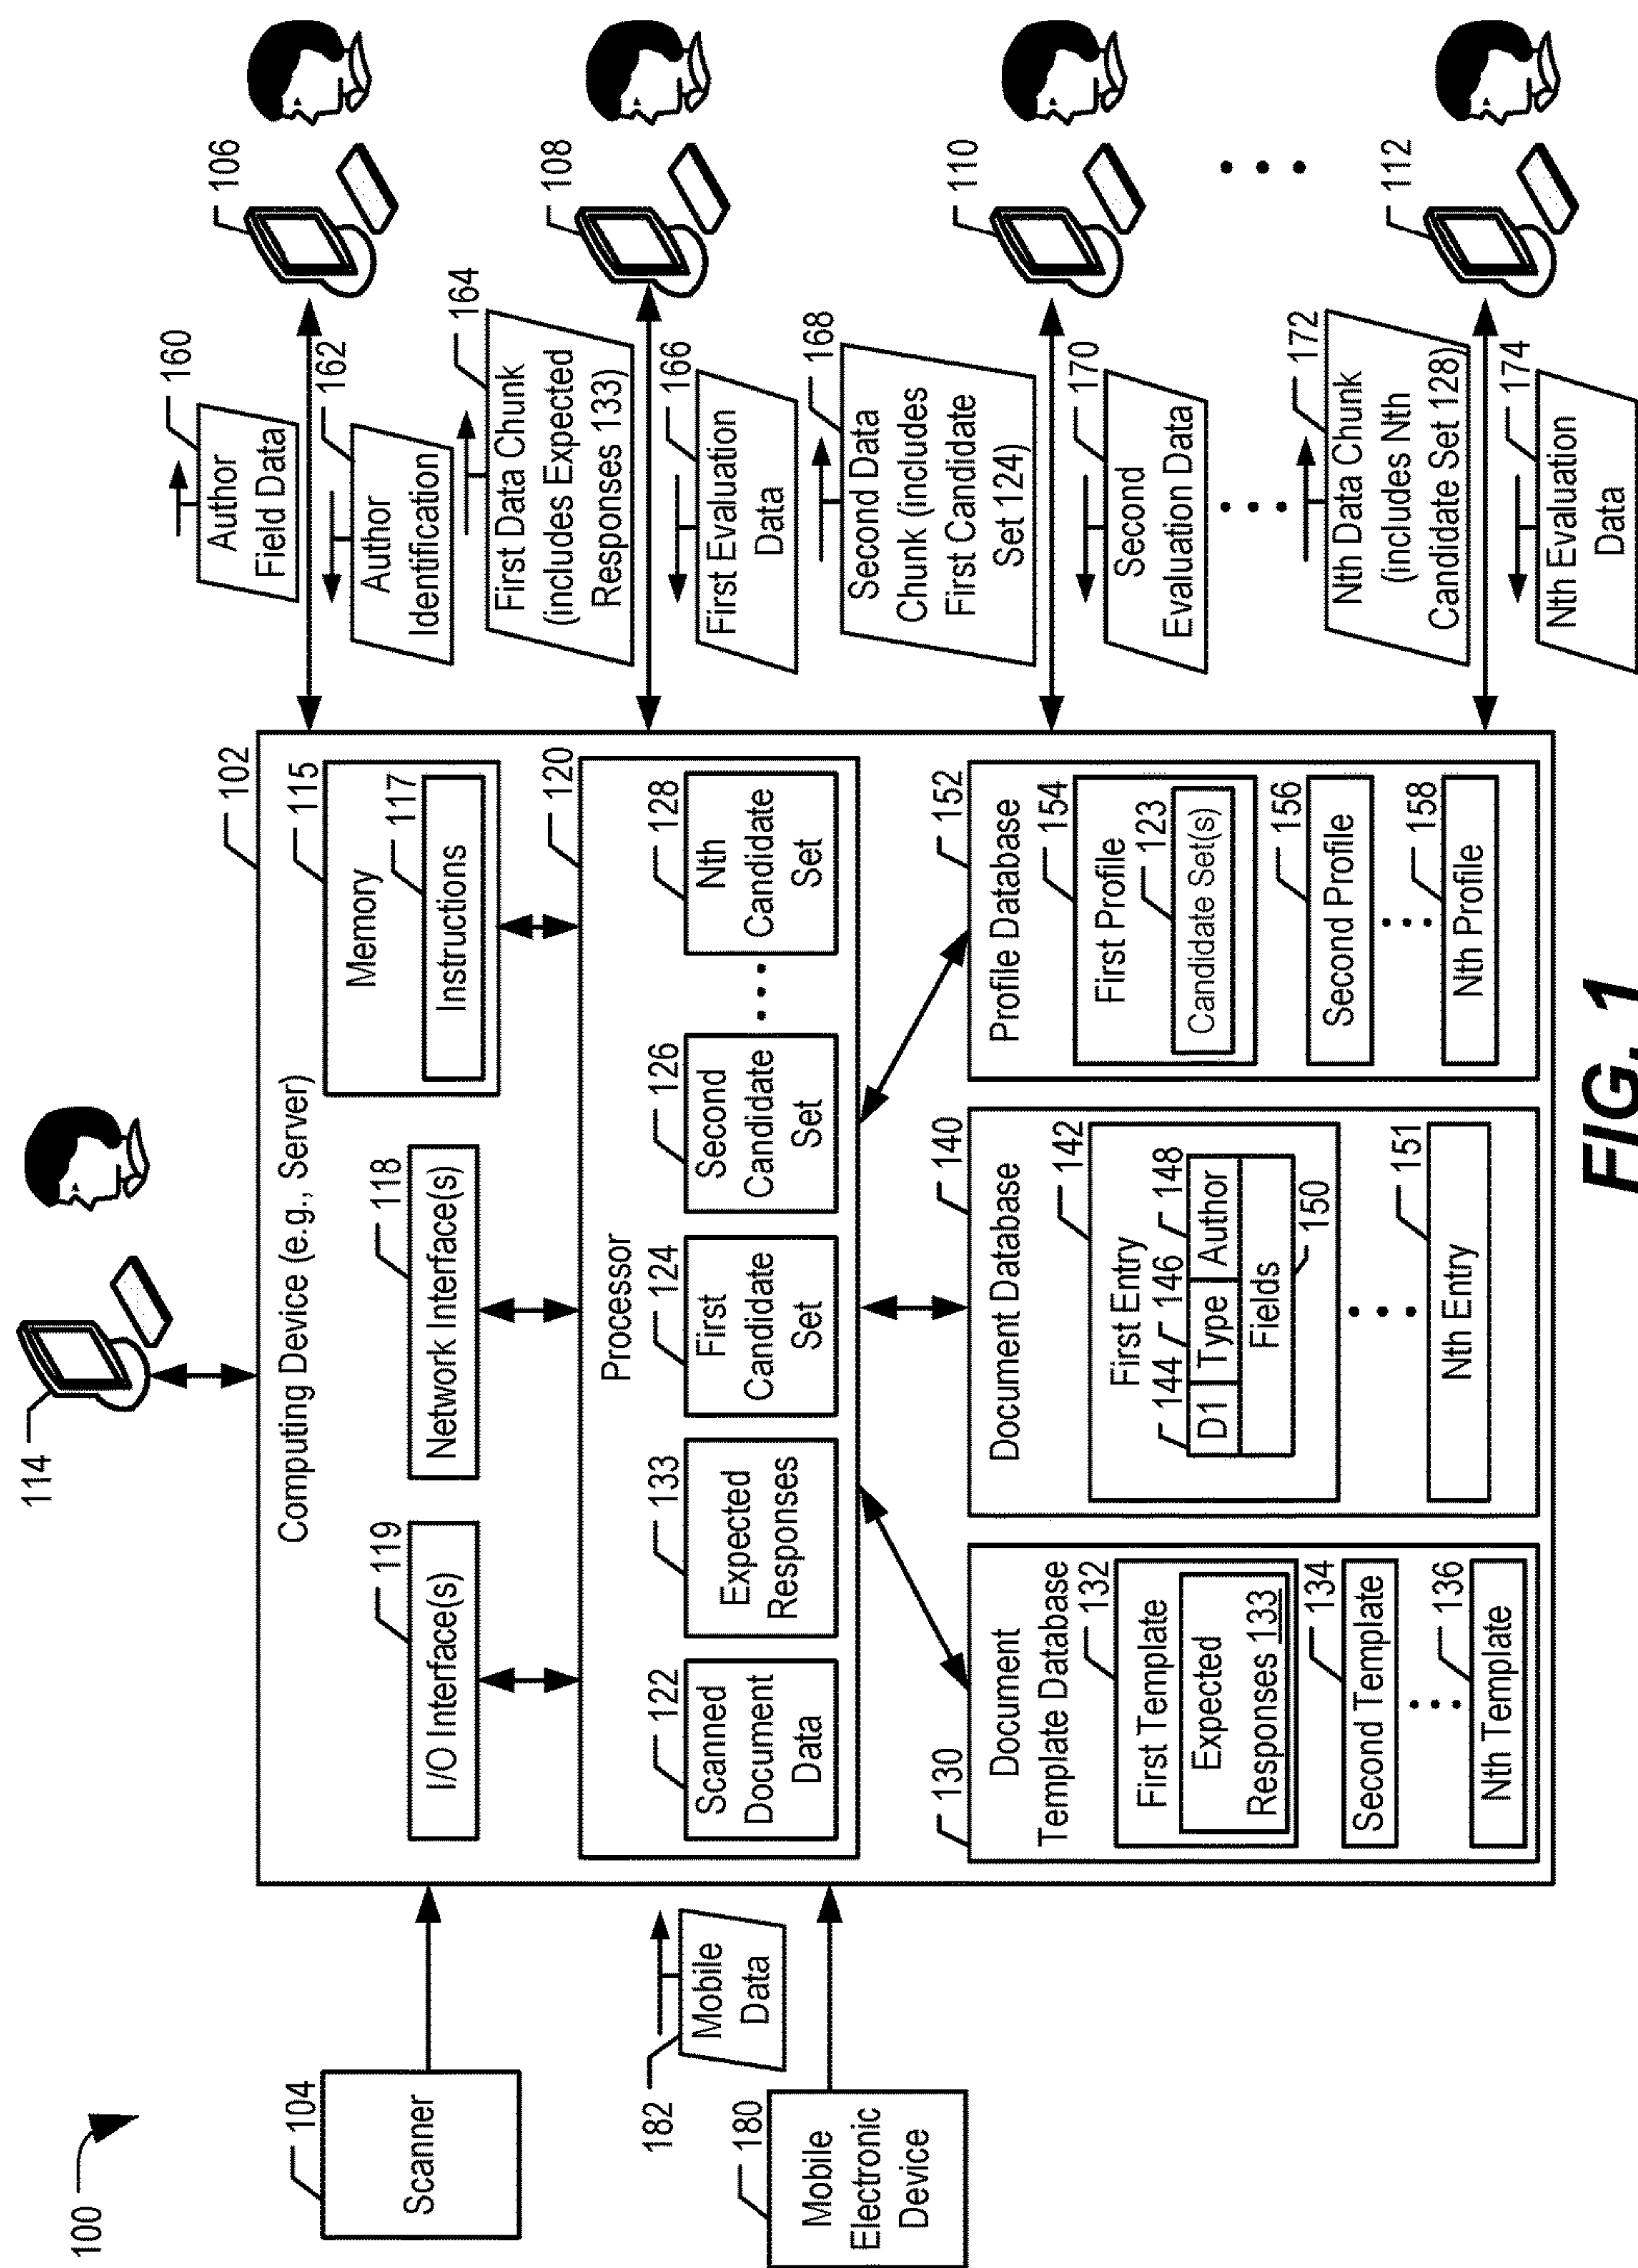 100
114
104
Scanner
182
Mobile
Data
180
Mobile
Electronic
Device
102
Computing Device (e.g., Server)
119
I/O Interface(s)
118
Network Interface(s)
115
Memory
117
Instructions
120
Processor
122
Scanned
Document
Data
133
Expected
Responses
124
First
Candidate
Set
126
Second
Candidate
Set
128
Nth
Candidate
Set
130
Document
Template Database
132
First Template
Expected
Responses 133
134
Second Template
136
Nth Template
140
Document Database
142
First Entry
144
146
148
D1
Type
Author
Fields
150
151
Nth Entry
152
Profile Database
154
First Profile
123
Candidate Set(s)
156
Second Profile
158
Nth Profile
160
Author
Field Data
106
162
Author
Identification
164
First Data Chunk
(includes Expected
Responses 133)
108
166
First Evaluation
Data
168
Second Data
Chunk (includes
First Candidate
Set 124)
110
170
Second
Evaluation Data
172
Nth Data Chunk
(includes Nth
Candidate Set 128)
112
174
Nth Evaluation
Data
FIG. 1